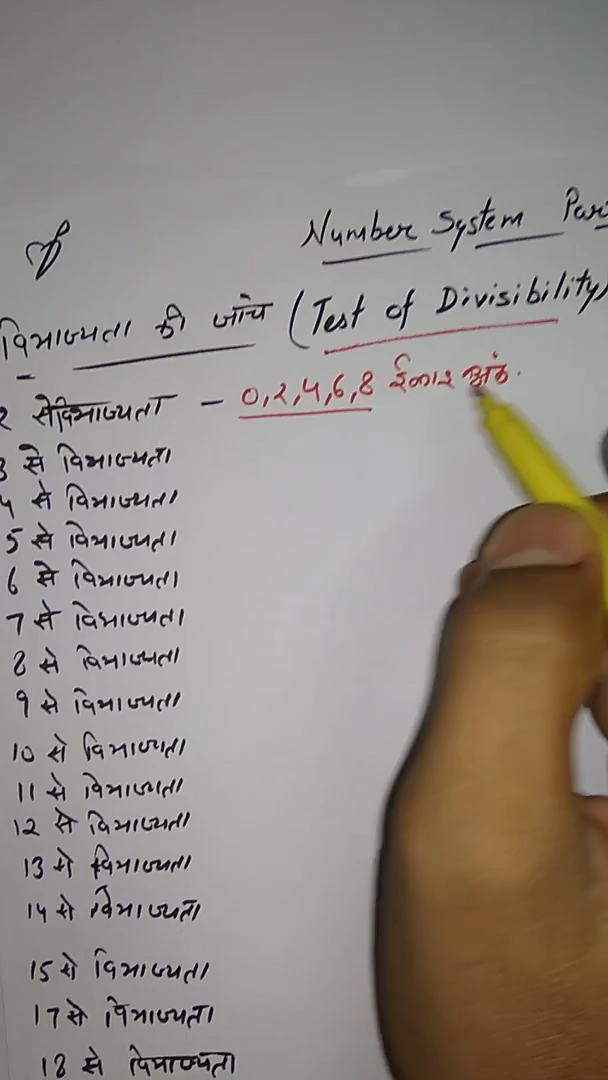 Number System Par
विभाज्यता की जाँच (Test of Divisibility)
2 से विभाज्यता - 0,2,4,6,8 ईकाइ अंक.
3 से विभाज्यता
4 से विभाज्यता
5 से विभाज्यता
6 से विभाज्यता
7 से विभाज्यता
8 से विभाज्यता
9 से विभाज्यता
10 से विभाज्यता
11 से विभाज्यता
12 से विभाज्यता
13 से विभाज्यता
14 से विभाज्यता
15 से विभाज्यता
17 से विभाज्यता
18 से विभाज्यता